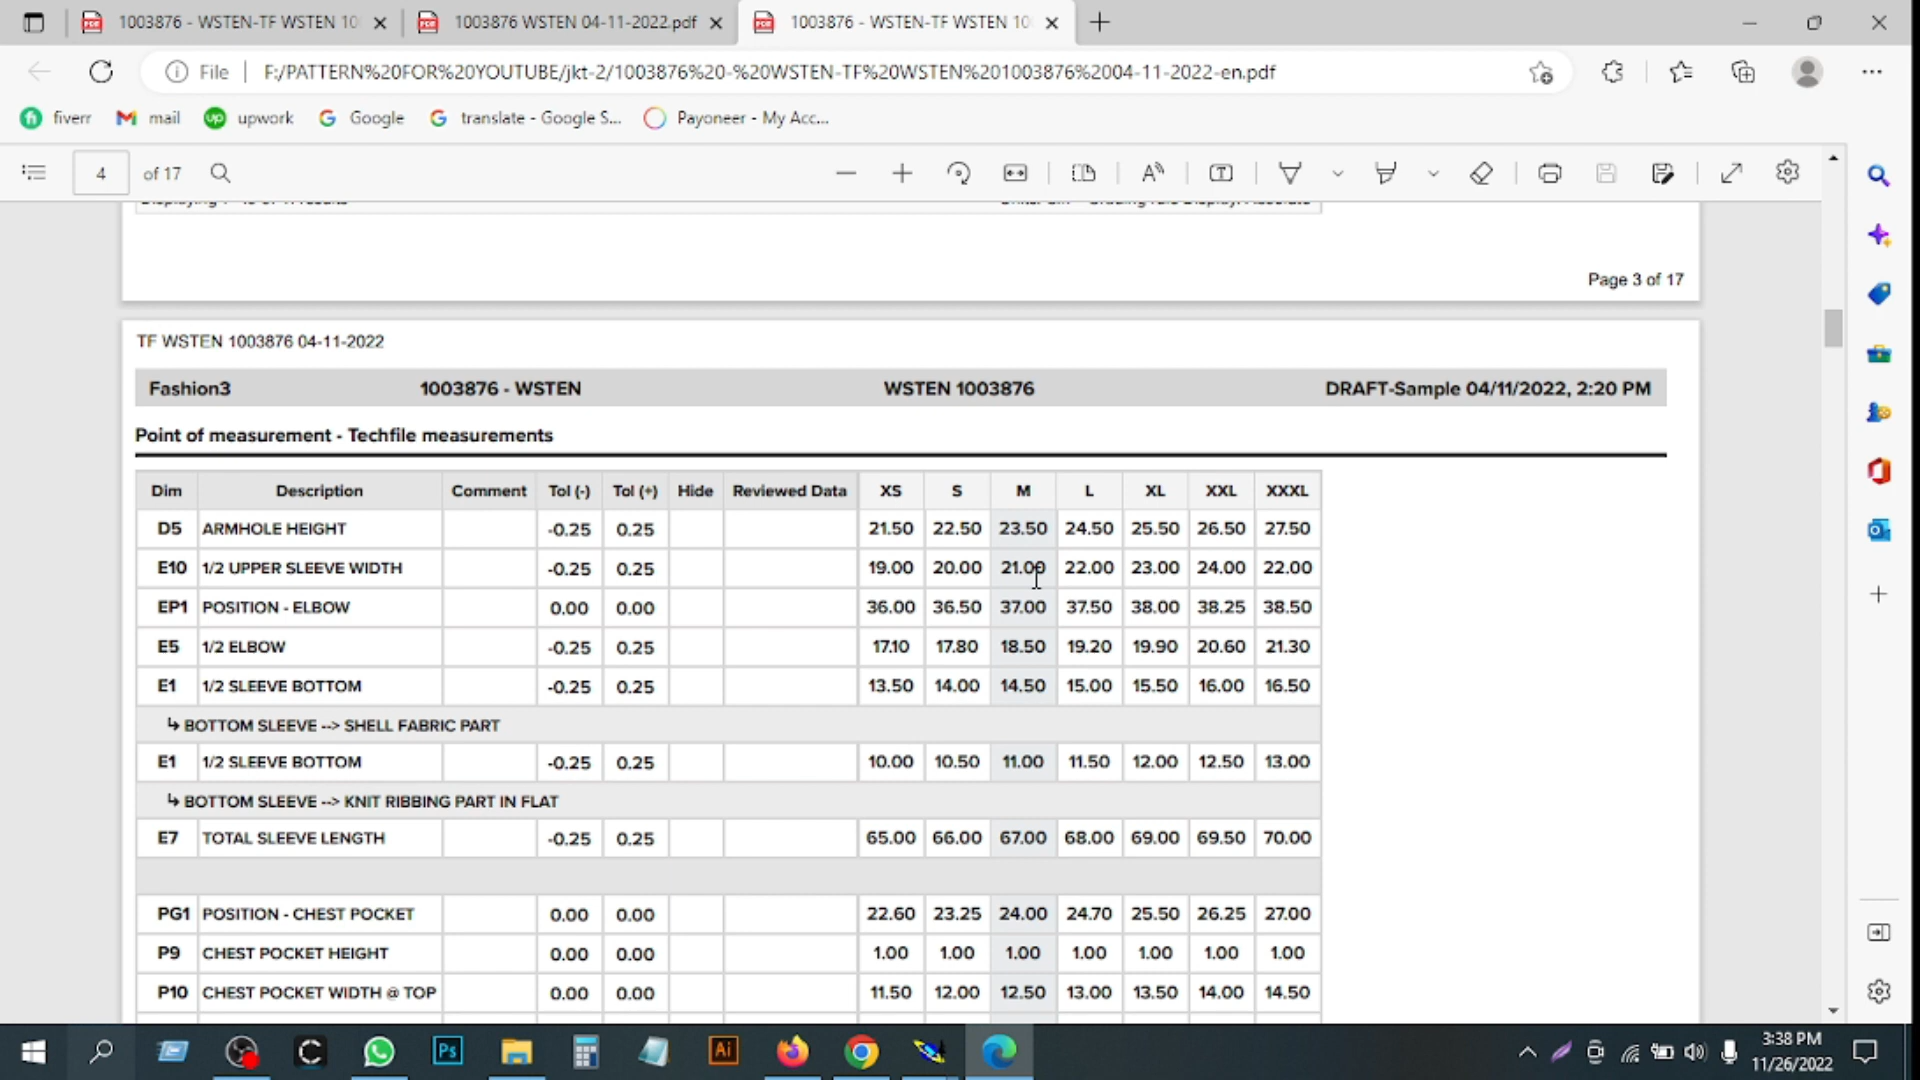 1003876 - WSTEN-TF WSTEN 10
1003876 WSTEN 04-11-2022.pdf
1003876 - WSTEN-TF WSTEN 10
File
F:/PATTERN%20FOR%20YOUTUBE/jkt-2/1003876%20-%20WSTEN-TF%20WSTEN%201003876%2004-11-2022-en.pdf
fiverr mail upwork Google translate - Google S... Payoneer - My Acc...
4 of 17
Page 3 of 17
TF WSTEN 1003876 04-11-2022
Fashion3 1003876 - WSTEN WSTEN 1003876 DRAFT-Sample 04/11/2022, 2:20 PM
Point of measurement - Techfile measurements
Dim Description Comment Tol (-) Tol (+) Hide Reviewed Data XS S M L XL XXL XXXL
D5 ARMHOLE HEIGHT -0.25 0.25 21.50 22.50 23.50 24.50 25.50 26.50 27.50
E10 1/2 UPPER SLEEVE WIDTH -0.25 0.25 19.00 20.00 21.00 22.00 23.00 24.00 22.00
EP1 POSITION - ELBOW 0.00 0.00 36.00 36.50 37.00 37.50 38.00 38.25 38.50
E5 1/2 ELBOW -0.25 0.25 17.10 17.80 18.50 19.20 19.90 20.60 21.30
E1 1/2 SLEEVE BOTTOM -0.25 0.25 13.50 14.00 14.50 15.00 15.50 16.00 16.50
↳ BOTTOM SLEEVE --> SHELL FABRIC PART
E1 1/2 SLEEVE BOTTOM -0.25 0.25 10.00 10.50 11.00 11.50 12.00 12.50 13.00
↳ BOTTOM SLEEVE --> KNIT RIBBING PART IN FLAT
E7 TOTAL SLEEVE LENGTH -0.25 0.25 65.00 66.00 67.00 68.00 69.00 69.50 70.00
PG1 POSITION - CHEST POCKET 0.00 0.00 22.60 23.25 24.00 24.70 25.50 26.25 27.00
P9 CHEST POCKET HEIGHT 0.00 0.00 1.00 1.00 1.00 1.00 1.00 1.00 1.00
P10 CHEST POCKET WIDTH @ TOP 0.00 0.00 11.50 12.00 12.50 13.00 13.50 14.00 14.50
Ps Ai
3:38 PM
11/26/2022